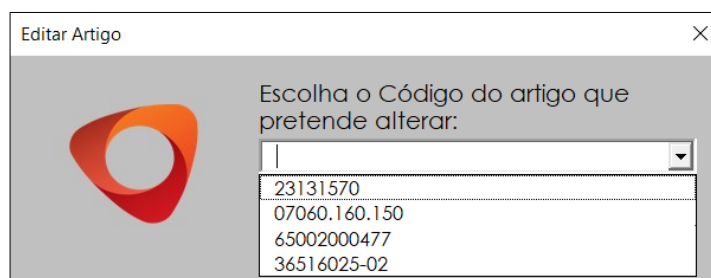 Editar Artigo
Escolha o Código do artigo que
pretende alterar:
23131570
07060.160.150
65002000477
36516025-02